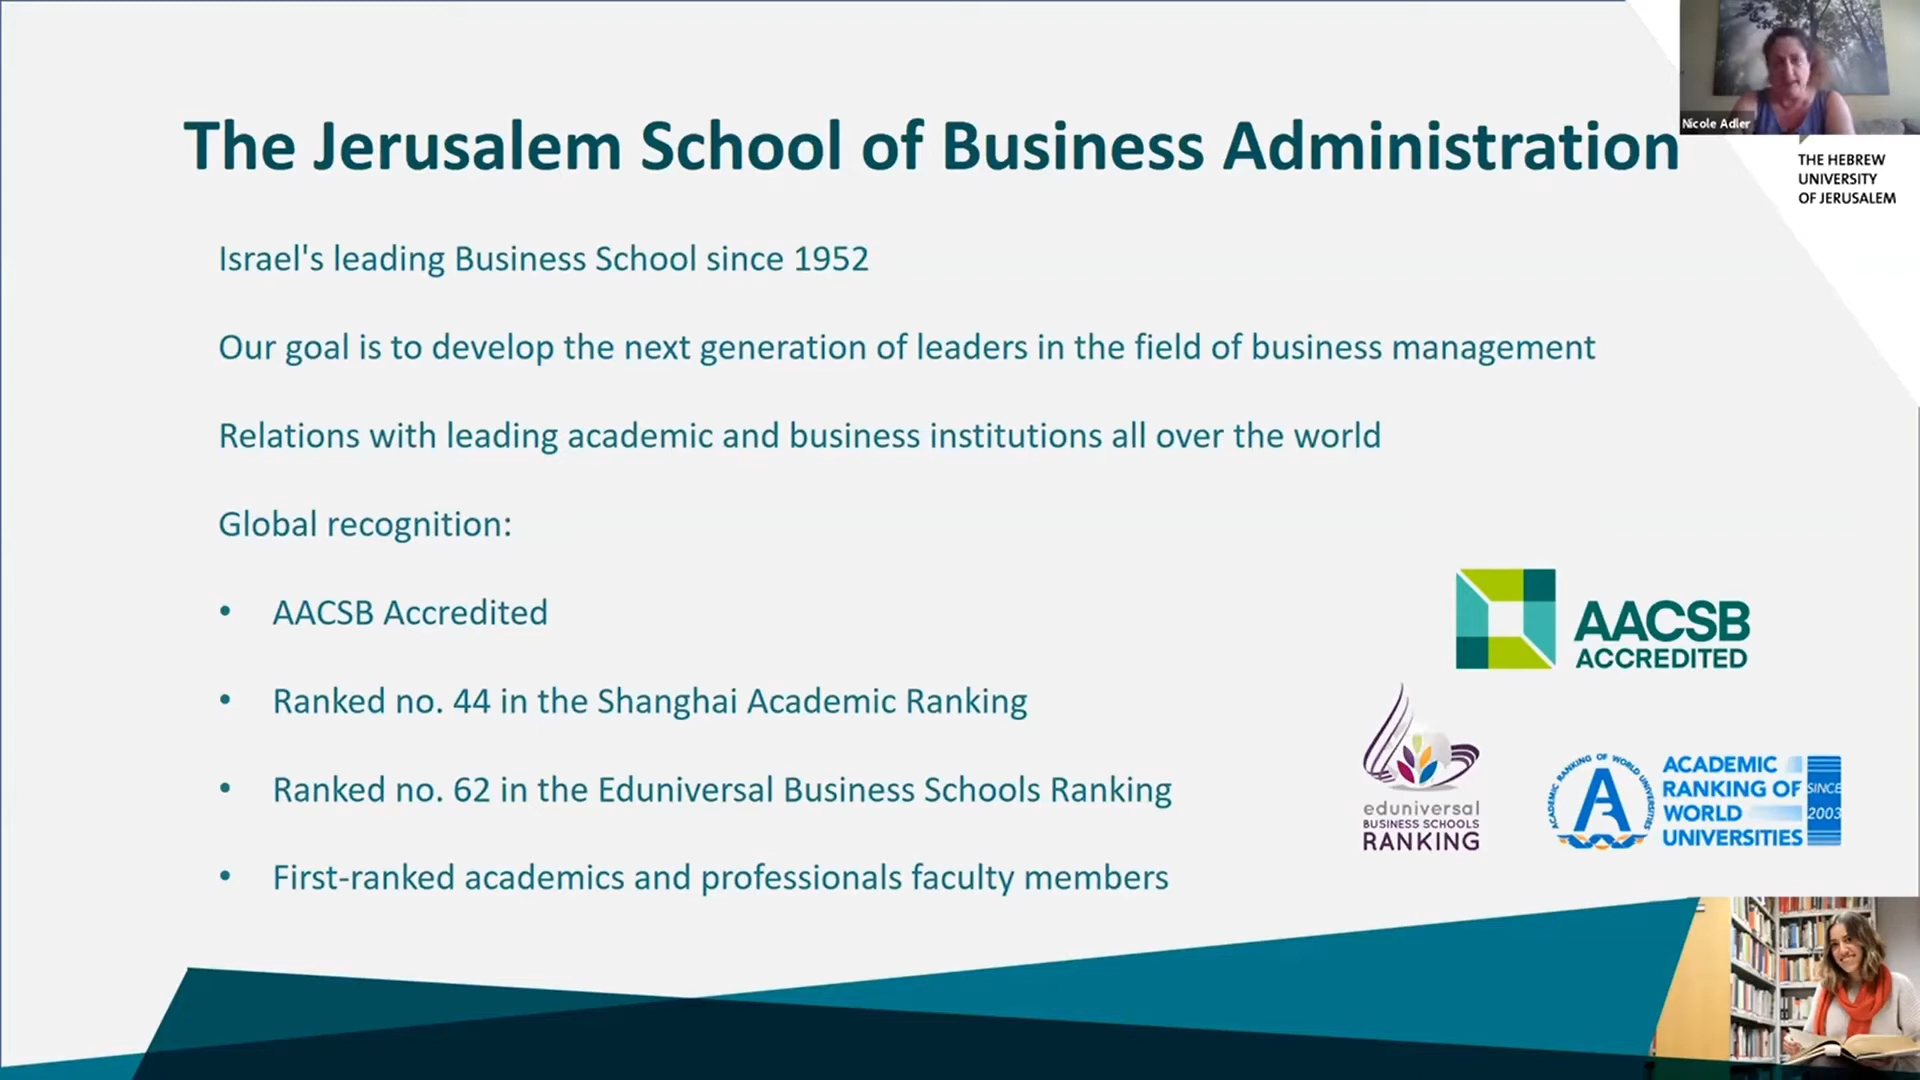 The Jerusalem School of Business Administration
Nicole Adler
THE HEBREW
UNIVERSITY
OF JERUSALEM
Israel's leading Business School since 1952
Our goal is to develop the next generation of leaders in the field of business management
Relations with leading academic and business institutions all over the world
Global recognition:
• AACSB Accredited
• Ranked no. 44 in the Shanghai Academic Ranking
• Ranked no. 62 in the Eduniversal Business Schools Ranking
• First-ranked academics and professionals faculty members
AACSB
ACCREDITED
eduniversal
BUSINESS SCHOOLS
RANKING
ACADEMIC RANKING OF WORLD UNIVERSITIES
ACADEMIC
RANKING OF
WORLD
UNIVERSITIES
SINCE
2003